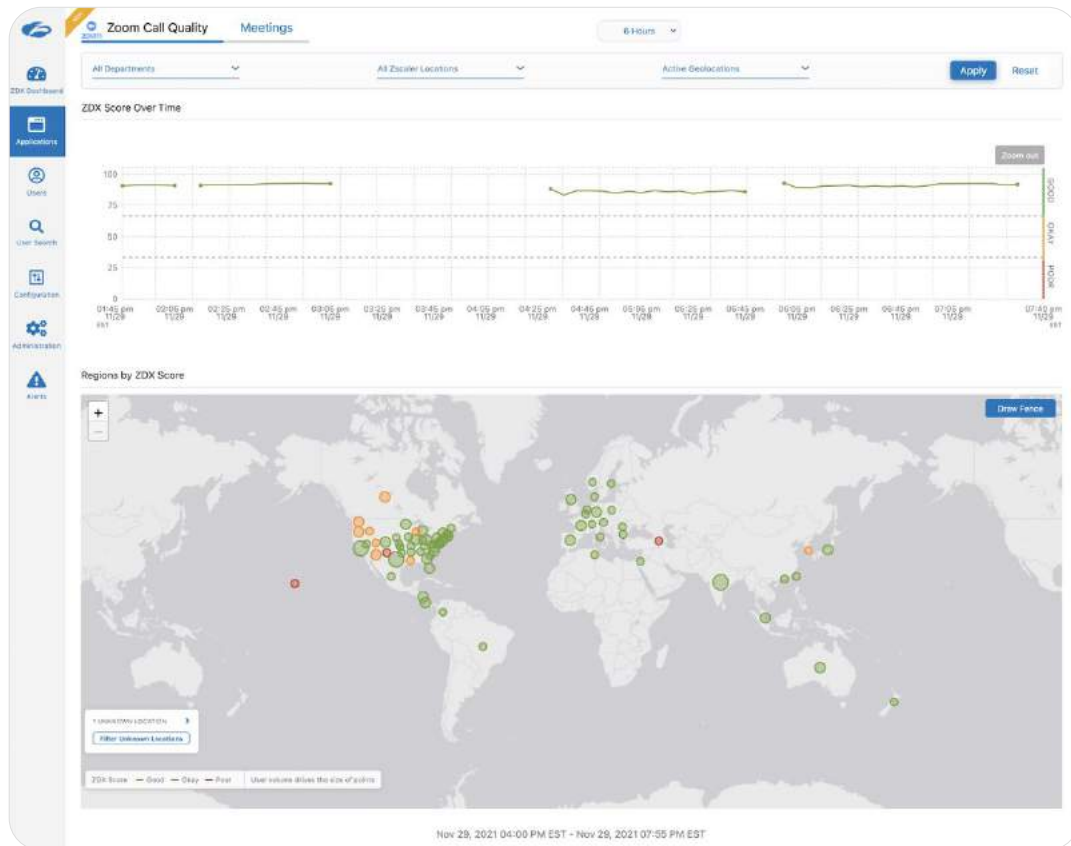 Zoom Call Quality Meetings 6 Hours
zoom
All Departments All Zscaler Locations Active Geolocations Apply Reset
ZDX Dashboard
Applications
Users
User Search
Configuration
Administration
Alerts
ZDX Score Over Time
Zoom out
100
75
50
25
0
GOOD
OKAY
POOR
01:45 pm 02:05 pm 02:25 pm 02:45 pm 03:05 pm 03:25 pm 03:45 pm 04:05 pm 04:25 pm 04:45 pm 05:05 pm 05:25 pm 05:45 pm 06:05 pm 06:25 pm 06:45 pm 07:05 pm 07:40 pm
11/29 11/29 11/29 11/29 11/29 11/29 11/29 11/29 11/29 11/29 11/29 11/29 11/29 11/29 11/29 11/29 11/29 11/29
EST EST
Regions by ZDX Score
+
−
Draw Fence
1 UNKNOWN LOCATION
Filter Unknown Locations
ZDX Score Good Okay Poor User volume drives the size of points
Nov 29, 2021 04:00 PM EST - Nov 29, 2021 07:55 PM EST